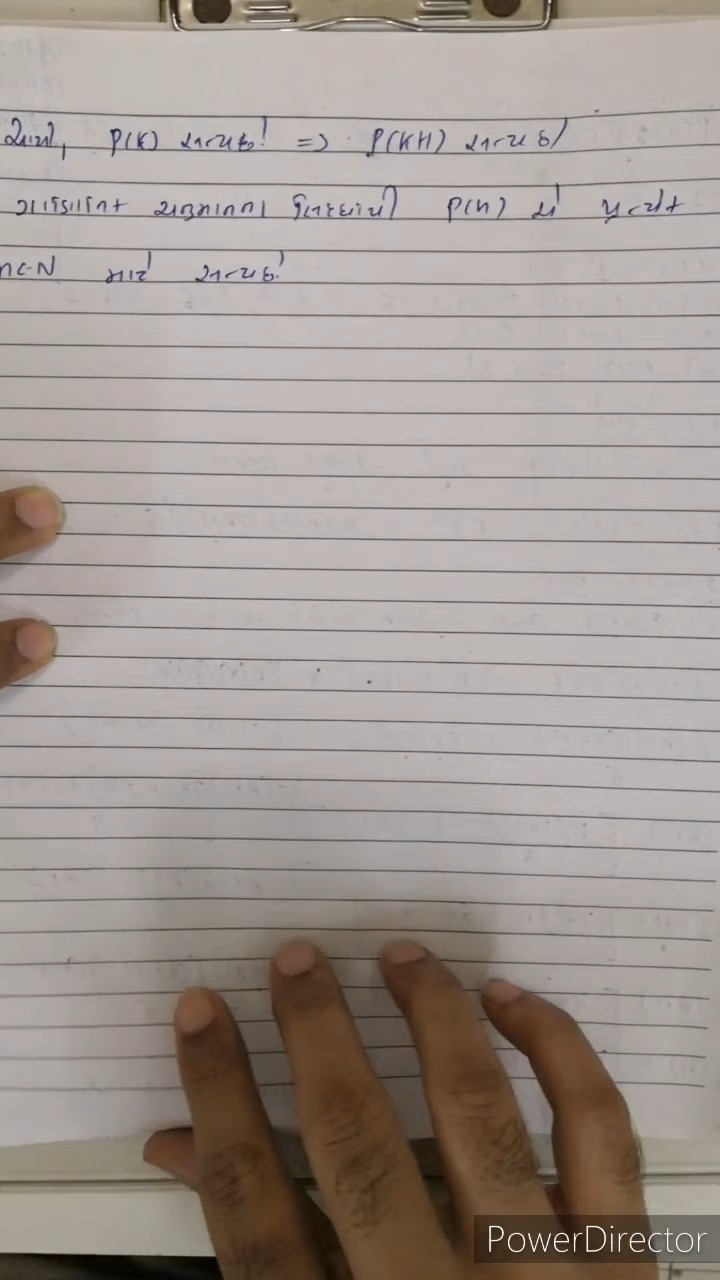 આમ, P(K) સત્ય છે. => P(K+1) સત્ય છે.
ગાણિતિક અનુમાનના સિદ્ધાંતથી P(n) એ પ્રત્યેક
n∈N માટે સત્ય છે.
PowerDirector